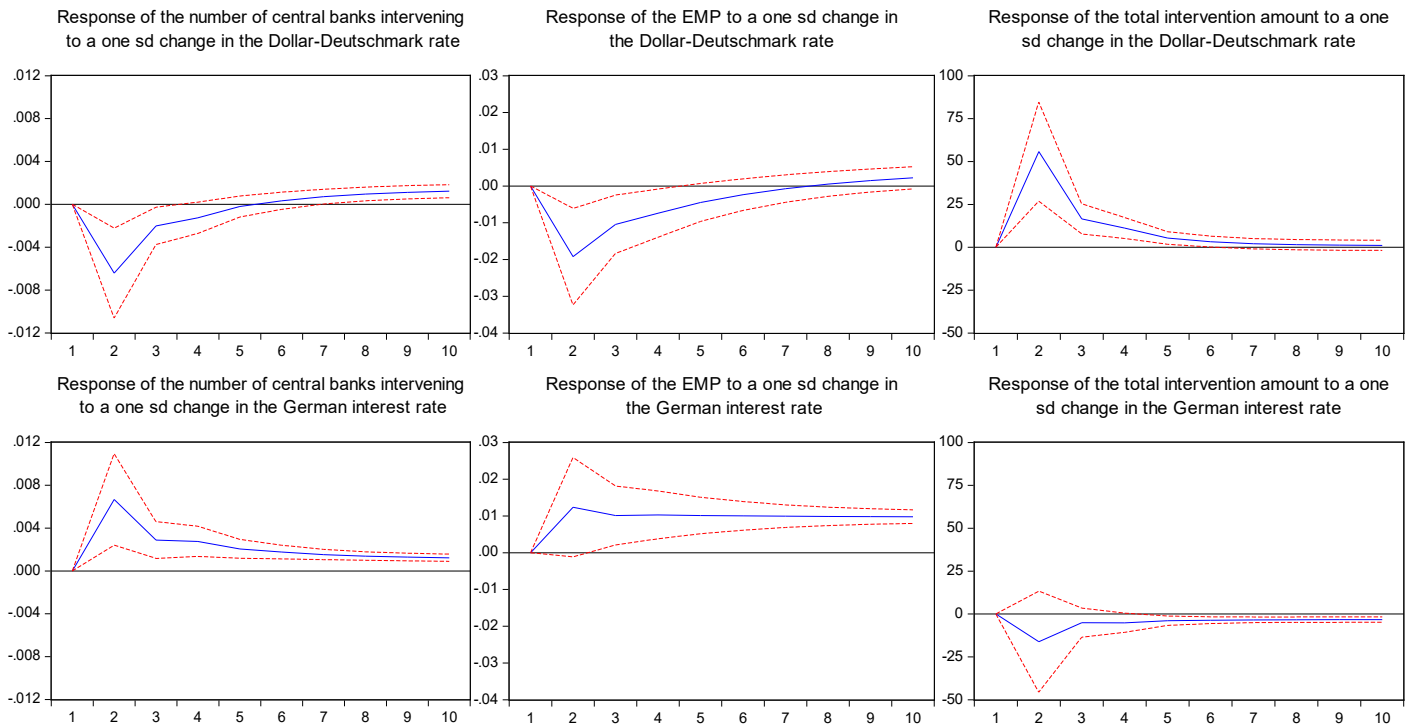 Response of the number of central banks intervening
to a one sd change in the Dollar-Deutschmark rate
.012
.008
.004
.000
-.004
-.008
-.012
1 2 3 4 5 6 7 8 9 10
Response of the EMP to a one sd change in
the Dollar-Deutschmark rate
.03
.02
.01
.00
-.01
-.02
-.03
-.04
1 2 3 4 5 6 7 8 9 10
Response of the total intervention amount to a one
sd change in the Dollar-Deutschmark rate
100
75
50
25
0
-25
-50
1 2 3 4 5 6 7 8 9 10
Response of the number of central banks intervening
to a one sd change in the German interest rate
.012
.008
.004
.000
-.004
-.008
-.012
1 2 3 4 5 6 7 8 9 10
Response of the EMP to a one sd change in
the German interest rate
.03
.02
.01
.00
-.01
-.02
-.03
-.04
1 2 3 4 5 6 7 8 9 10
Response of the total intervention amount to a one
sd change in the German interest rate
100
75
50
25
0
-25
-50
1 2 3 4 5 6 7 8 9 10